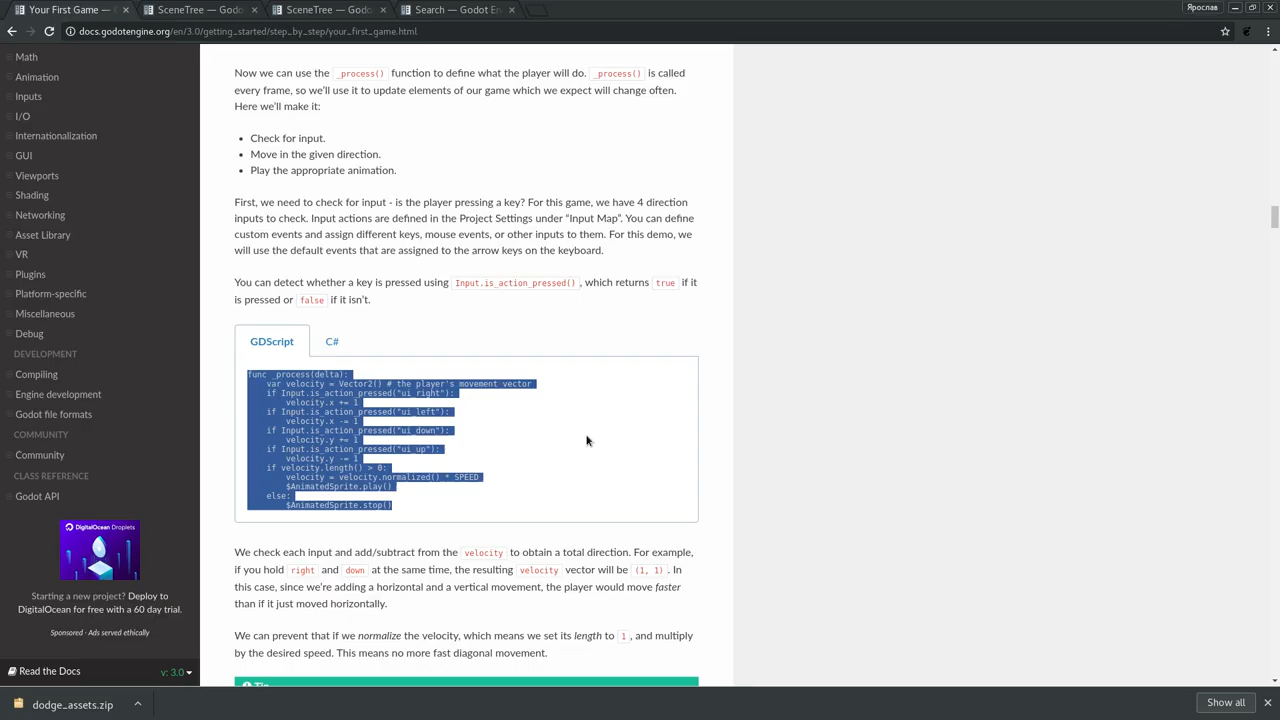 Your First Game —
SceneTree — Godo
SceneTree — Goda
Search — Godot En
Ярослав
docs.godotengine.org/en/3.0/getting_started/step_by_step/your_first_game.html
Math
Animation
Inputs
I/O
Internationalization
GUI
Viewports
Shading
Networking
Asset Library
VR
Plugins
Platform-specific
Miscellaneous
Debug
DEVELOPMENT
Compiling
Engine development
Godot file formats
COMMUNITY
Community
CLASS REFERENCE
Godot API
DigitalOcean Droplets
Starting a new project? Deploy to
DigitalOcean for free with a 60 day trial.
Sponsored · Ads served ethically
Read the Docs
v: 3.0
Now we can use the _process() function to define what the player will do. _process() is called
every frame, so we'll use it to update elements of our game which we expect will change often.
Here we'll make it:
• Check for input.
• Move in the given direction.
• Play the appropriate animation.
First, we need to check for input - is the player pressing a key? For this game, we have 4 direction
inputs to check. Input actions are defined in the Project Settings under “Input Map”. You can define
custom events and assign different keys, mouse events, or other inputs to them. For this demo, we
will use the default events that are assigned to the arrow keys on the keyboard.
You can detect whether a key is pressed using Input.is_action_pressed(), which returns true if it
is pressed or false if it isn't.
GDScript
C#
func _process(delta):
var velocity = Vector2() # the player's movement vector
if Input.is_action_pressed("ui_right"):
velocity.x += 1
if Input.is_action_pressed("ui_left"):
velocity.x -= 1
if Input.is_action_pressed("ui_down"):
velocity.y += 1
if Input.is_action_pressed("ui_up"):
velocity.y -= 1
if velocity.length() > 0:
velocity = velocity.normalized() * SPEED
$AnimatedSprite.play()
else:
$AnimatedSprite.stop()
We check each input and add/subtract from the velocity to obtain a total direction. For example,
if you hold right and down at the same time, the resulting velocity vector will be (1, 1). In
this case, since we're adding a horizontal and a vertical movement, the player would move faster
than if it just moved horizontally.
We can prevent that if we normalize the velocity, which means we set its length to 1, and multiply
by the desired speed. This means no more fast diagonal movement.
Tip
dodge_assets.zip
Show all